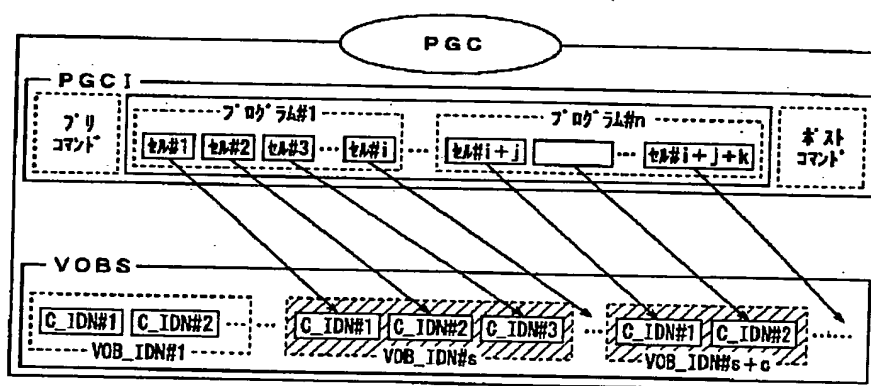 PGC
PGCI
プリ
コマンド
プログラム#1
セル#1 セル#2 セル#3 … セル#i …
プログラム#n
セル#i+j … セル#i+j+k
ポスト
コマンド
VOBS
C_IDN#1 C_IDN#2 … …
VOB_IDN#1
C_IDN#1 C_IDN#2 C_IDN#3 …
VOB_IDN#s
C_IDN#1 C_IDN#2 ……
VOB_IDN#s+c